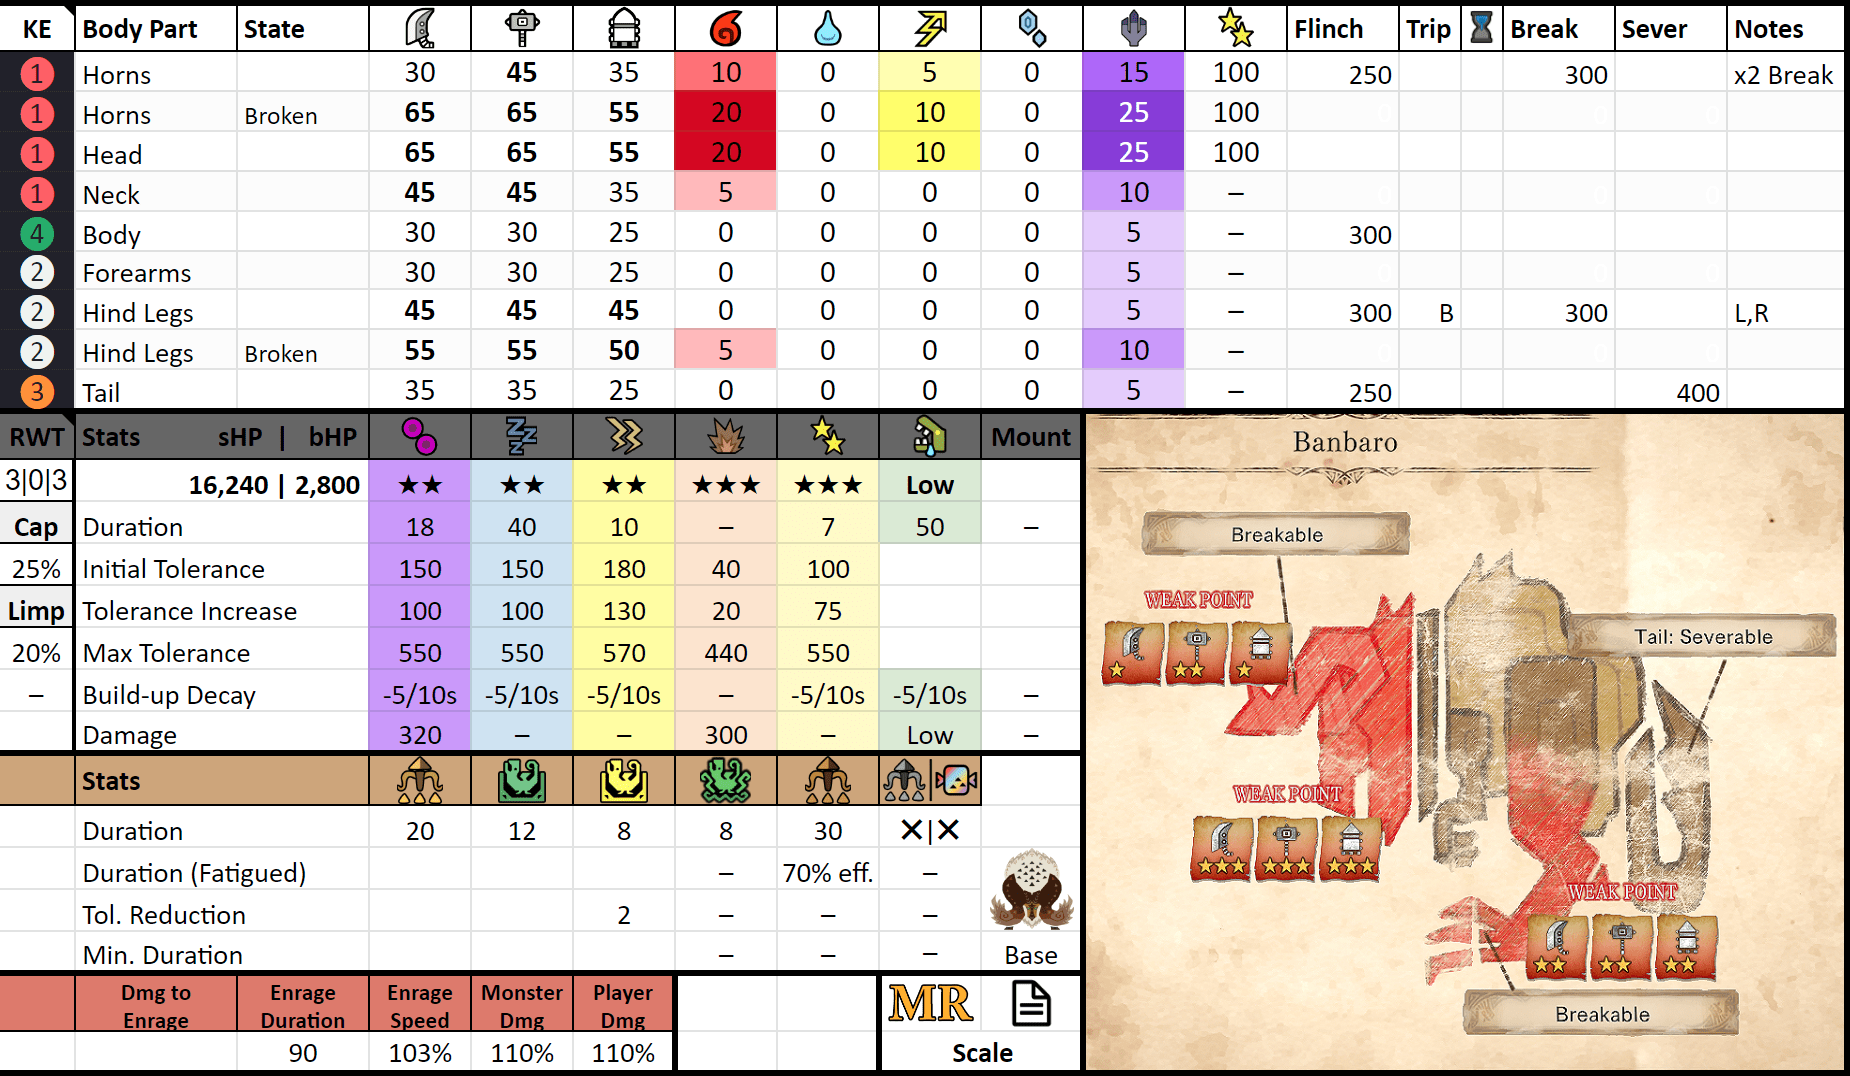 KE Body Part State Flinch Trip Break Sever Notes
1 Horns 30 45 35 10 0 5 0 15 100 250 300 x2 Break
1 Horns Broken 65 65 55 20 0 10 0 25 100
1 Head 65 65 55 20 0 10 0 25 100
1 Neck 45 45 35 5 0 0 0 10 –
4 Body 30 30 25 0 0 0 0 5 – 300
2 Forearms 30 30 25 0 0 0 0 5 –
2 Hind Legs 45 45 45 0 0 0 0 5 – 300 B 300 L,R
2 Hind Legs Broken 55 55 50 5 0 0 0 10 –
3 Tail 35 35 25 0 0 0 0 5 – 250 400
RWT Stats sHP | bHP Mount
3|0|3 16,240 | 2,800 ★★ ★★ ★★ ★★★ ★★★ Low
Cap Duration 18 40 10 – 7 50 –
25% Initial Tolerance 150 150 180 40 100
Limp Tolerance Increase 100 100 130 20 75
20% Max Tolerance 550 550 570 440 550
– Build-up Decay -5/10s -5/10s -5/10s – -5/10s -5/10s –
Damage 320 – – 300 – Low –
Stats
Duration 20 12 8 8 30 ✕|✕
Duration (Fatigued) – 70% eff. –
Tol. Reduction 2 – – –
Min. Duration – – – Base
Dmg to Enrage Enrage Duration Enrage Speed Monster Dmg Player Dmg MR
90 103% 110% 110% Scale
Banbaro
Breakable
WEAK POINT
Tail: Severable
WEAK POINT
WEAK POINT
Breakable